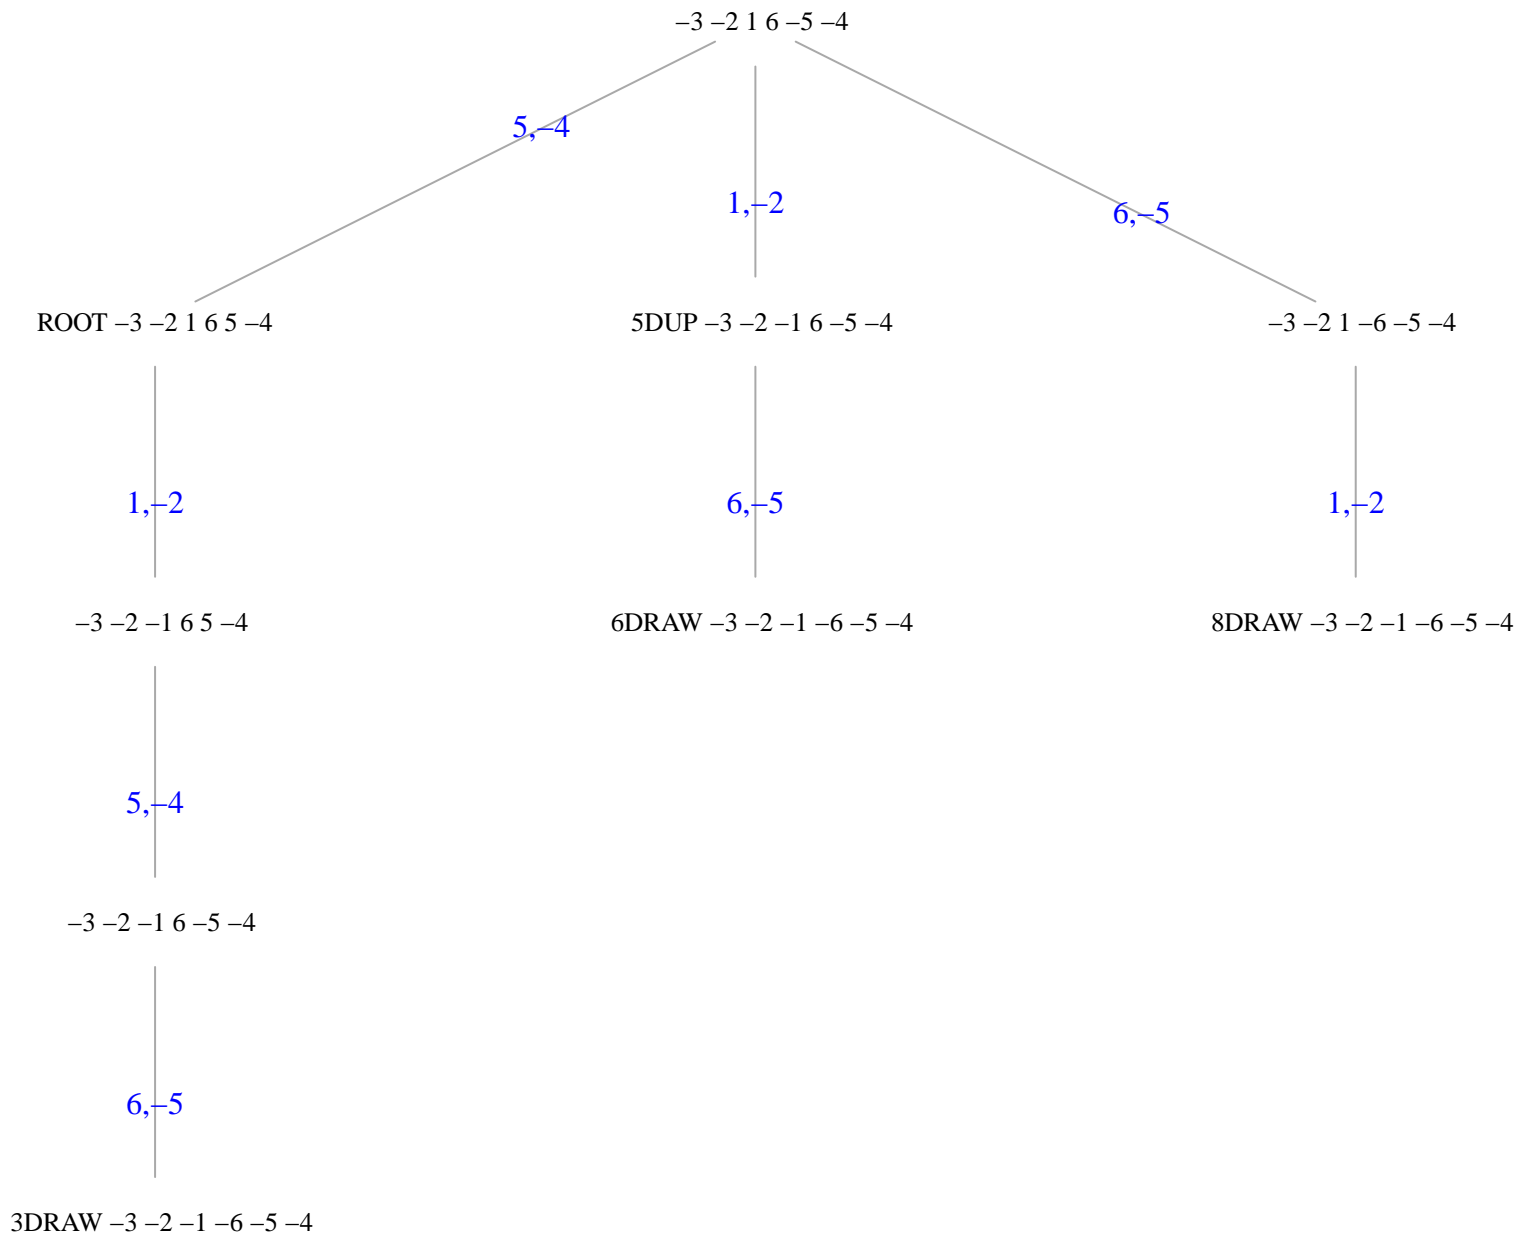 –3 –2 1 6 –5 –4
5,–4
1,–2
6,–5
ROOT –3 –2 1 6 5 –4
5DUP –3 –2 –1 6 –5 –4
–3 –2 1 –6 –5 –4
1,–2
6,–5
1,–2
–3 –2 –1 6 5 –4
6DRAW –3 –2 –1 –6 –5 –4
8DRAW –3 –2 –1 –6 –5 –4
5,–4
–3 –2 –1 6 –5 –4
6,–5
3DRAW –3 –2 –1 –6 –5 –4